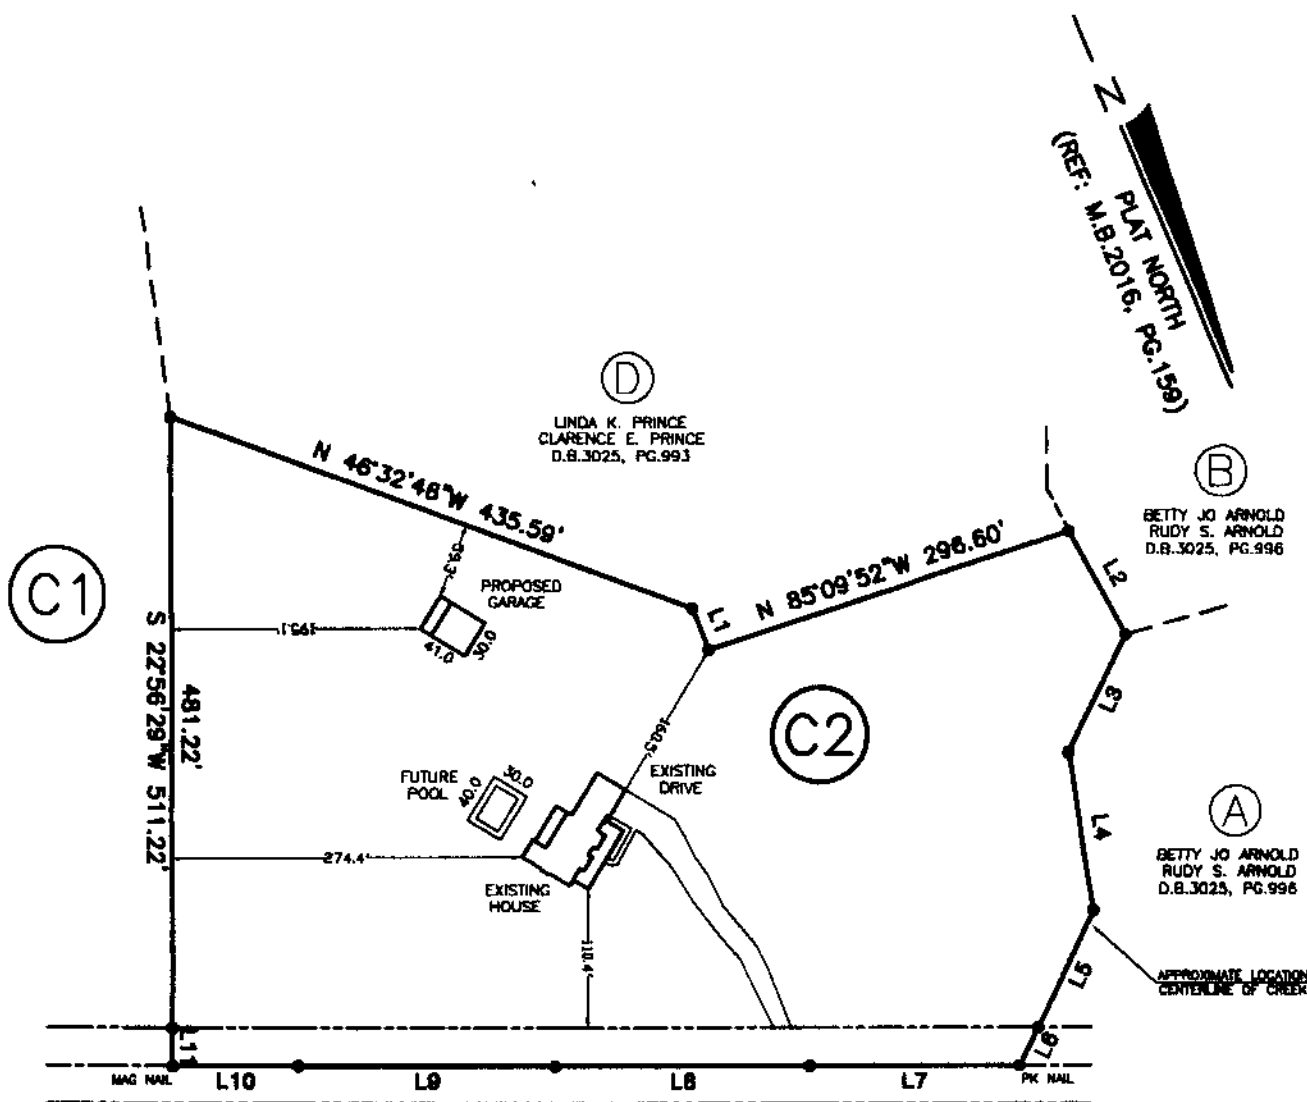 N
PLAT NORTH
(REF: M.B.2016, PG.159)
D
LINDA K. PRINCE
CLARENCE E. PRINCE
D.B.3025, PG.993
B
BETTY JO ARNOLD
RUDY S. ARNOLD
D.B.3025, PG.996
N 46°32'48"W 435.59'
N 85°09'52"W 296.60'
L1
L2
L3
C1
S 22°56'29"W 511.22'
481.22'
PROPOSED
GARAGE
195.1'
41.0
30.0
160.5'
C2
FUTURE
POOL
40.0
30.0
EXISTING
DRIVE
L4
A
BETTY JO ARNOLD
RUDY S. ARNOLD
D.B.3025, PG.996
274.4'
EXISTING
HOUSE
110.4'
L5
APPROXIMATE LOCATION
CENTERLINE OF CREEK
L11
L6
MAG NAIL
L10
L9
L8
L7
PK NAIL